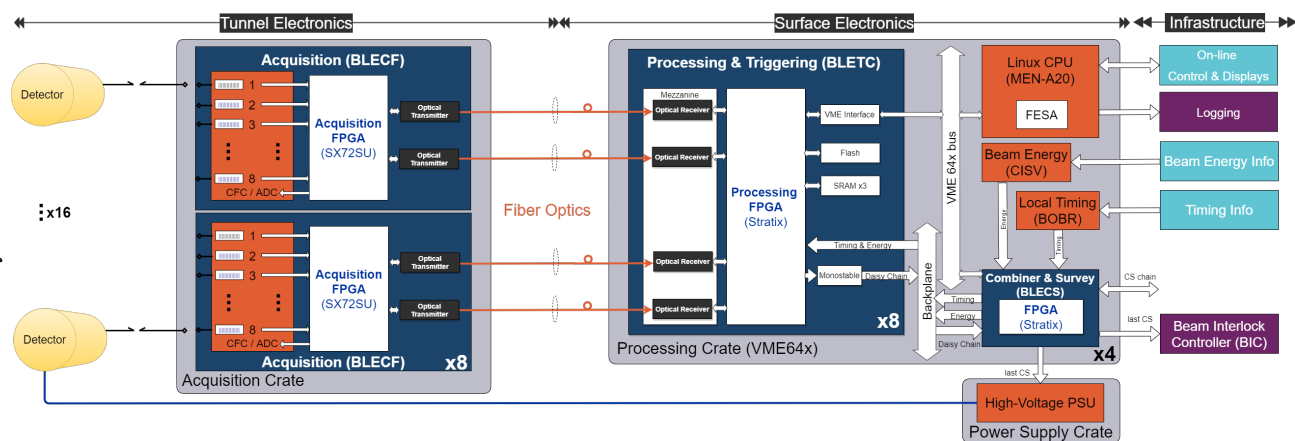 Tunnel Electronics
Surface Electronics
Infrastructure
Detector
⋮x16
Detector
Acquisition (BLECF)
1
2
3
8
CFC / ADC
Acquisition
FPGA
(SX72SU)
Optical
Transmitter
Optical
Transmitter
1
2
3
8
CFC / ADC
Acquisition
FPGA
(SX72SU)
Optical
Transmitter
Optical
Transmitter
Acquisition (BLECF)
x8
Acquisition Crate
Fiber Optics
Processing & Triggering (BLETC)
Mezzanine
Optical Receiver
Optical Receiver
Optical Receiver
Optical Receiver
Processing
FPGA
(Stratix)
VME Interface
Flash
SRAM x3
Timing & Energy
Monostable
Daisy Chain
x8
Processing Crate (VME64x)
VME 64x bus
Backplane
Linux CPU
(MEN-A20)
FESA
Beam Energy
(CISV)
Local Timing
(BOBR)
Energy
Timing
Combiner & Survey
(BLECS)
FPGA
(Stratix)
Timing
Energy
Daisy Chain
x4
CS chain
last CS
last CS
High-Voltage PSU
Power Supply Crate
On-line
Control & Displays
Logging
Beam Energy Info
Timing Info
Beam Interlock
Controller (BIC)